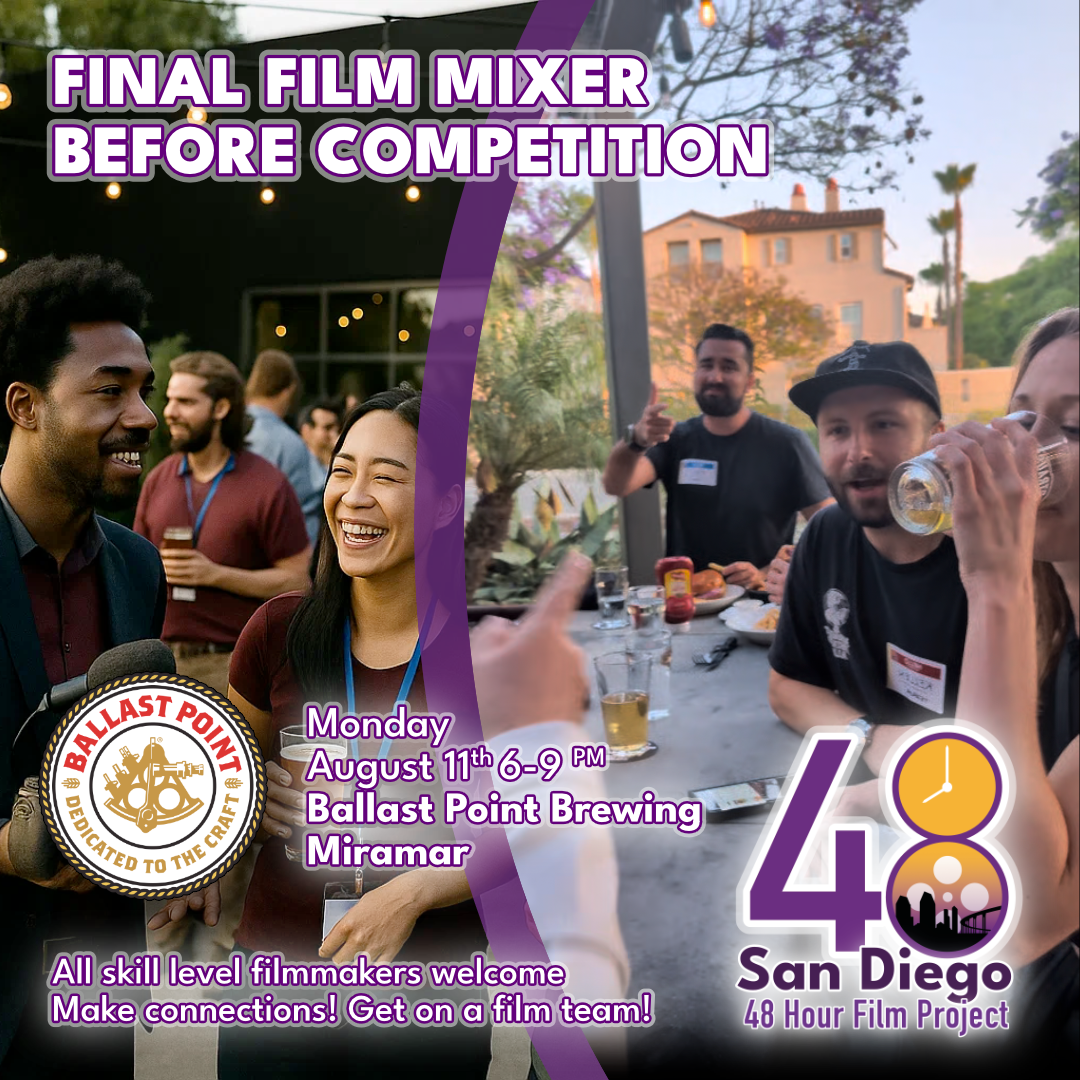 FINAL FILM MIXER
BEFORE COMPETITION
BALLAST POINT
DEDICATED TO THE CRAFT
Monday
August 11th 6-9 PM
Ballast Point Brewing
Miramar
All skill level filmmakers welcome
Make connections! Get on a film team!
48
San Diego
48 Hour Film Project